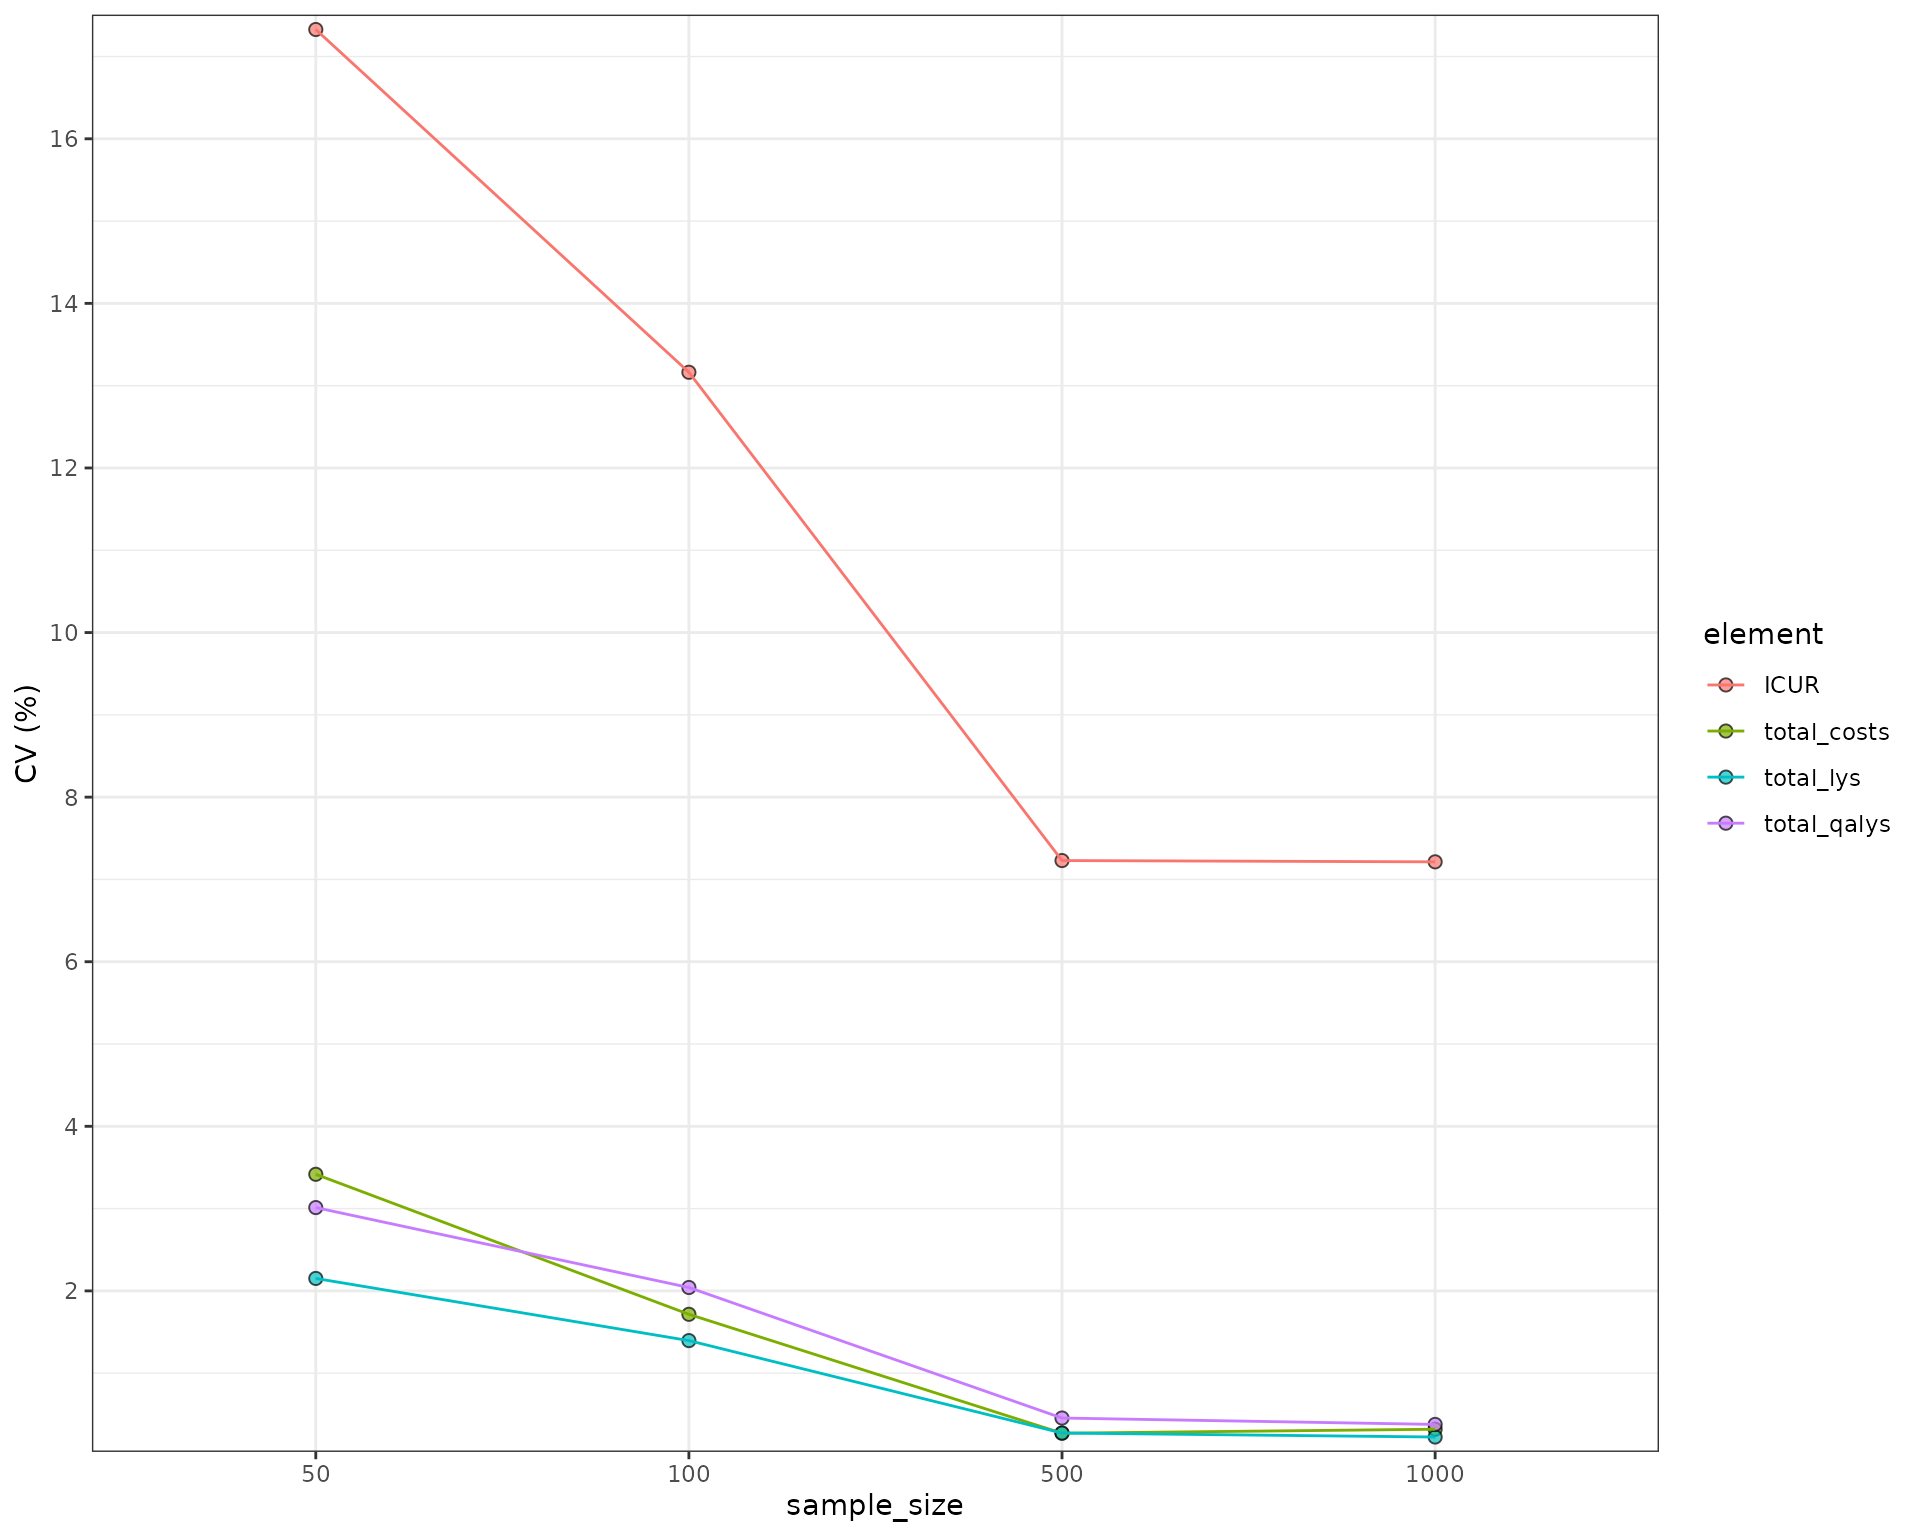 16
14
12
10
8
6
4
2
CV (%)
50 100 500 1000
sample_size
element
ICUR
total_costs
total_lys
total_qalys